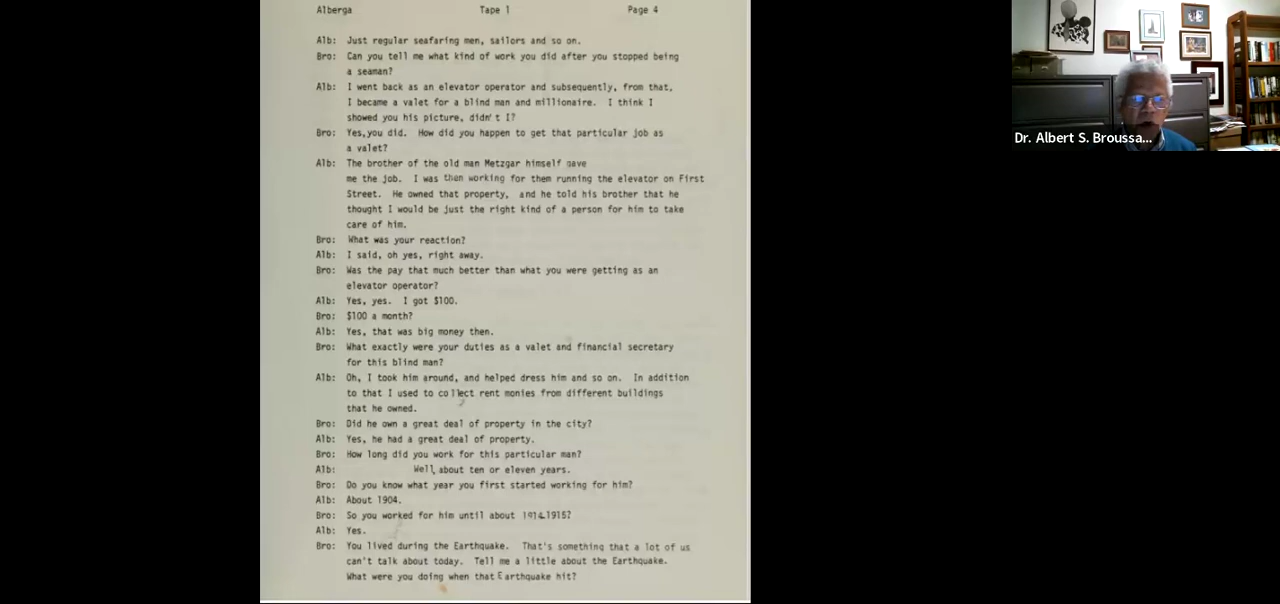 Alberga Tape 1 Page 4
Alb: Just regular seafaring men, sailors and so on.
Bro: Can you tell me what kind of work you did after you stopped being
a seaman?
Alb: I went back as an elevator operator and subsequently, from that,
I became a valet for a blind man and millionaire. I think I
showed you his picture, didn't I?
Bro: Yes,you did. How did you happen to get that particular job as
a valet?
Alb: The brother of the old man Metzgar himself gave
me the job. I was then working for them running the elevator on First
Street. He owned that property, and he told his brother that he
thought I would be just the right kind of a person for him to take
care of him.
Bro: What was your reaction?
Alb: I said, oh yes, right away.
Bro: Was the pay that much better than what you were getting as an
elevator operator?
Alb: Yes, yes. I got $100.
Bro: $100 a month?
Alb: Yes, that was big money then.
Bro: What exactly were your duties as a valet and financial secretary
for this blind man?
Alb: Oh, I took him around, and helped dress him and so on. In addition
to that I used to collect rent monies from different buildings
that he owned.
Bro: Did he own a great deal of property in the city?
Alb: Yes, he had a great deal of property.
Bro: How long did you work for this particular man?
Alb: Well, about ten or eleven years.
Bro: Do you know what year you first started working for him?
Alb: About 1904.
Bro: So you worked for him until about 1914-1915?
Alb: Yes.
Bro: You lived during the Earthquake. That's something that a lot of us
can't talk about today. Tell me a little about the Earthquake.
What were you doing when that Earthquake hit?
Dr. Albert S. Broussa...